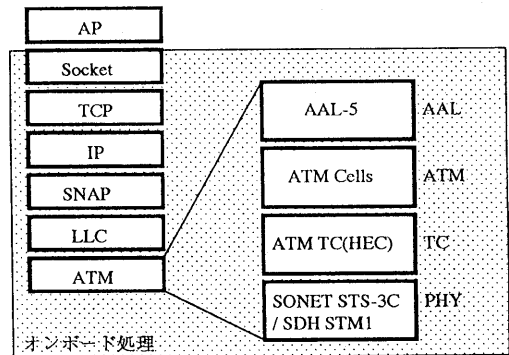 AP
Socket
TCP
IP
SNAP
LLC
ATM
AAL-5
AAL
ATM Cells
ATM
ATM TC(HEC)
TC
SONET STS-3C
/ SDH STM1
PHY
オンボード処理